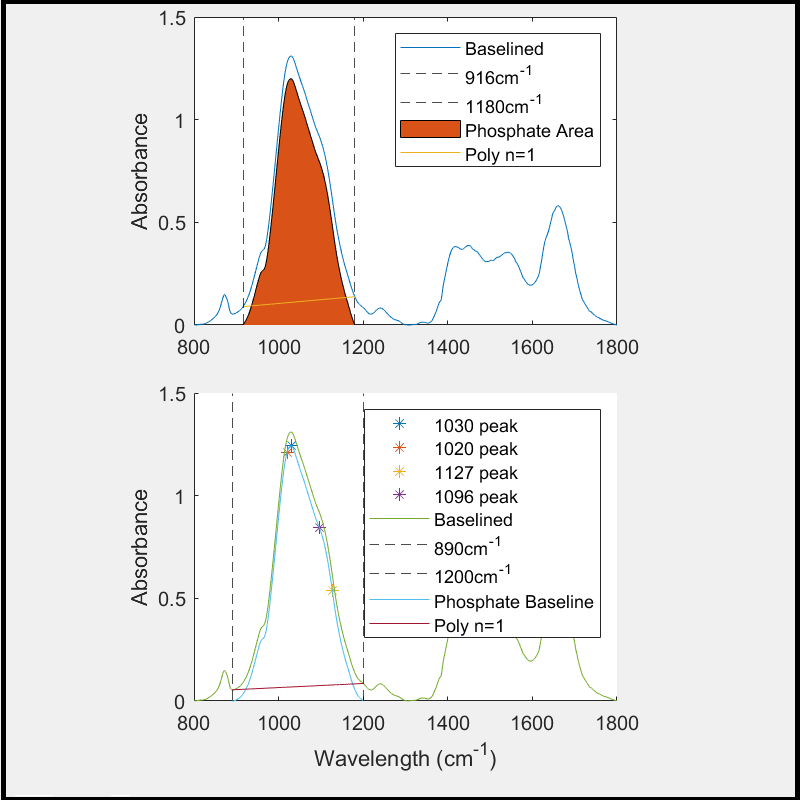 1.5
1
0.5
0
Absorbance
Baselined
916cm⁻¹
1180cm⁻¹
Phosphate Area
Poly n=1
800 1000 1200 1400 1600 1800
1.5
1
0.5
0
Absorbance
1030 peak
1020 peak
1127 peak
1096 peak
Baselined
890cm⁻¹
1200cm⁻¹
Phosphate Baseline
Poly n=1
800 1000 1200 1400 1600 1800
Wavelength (cm⁻¹)